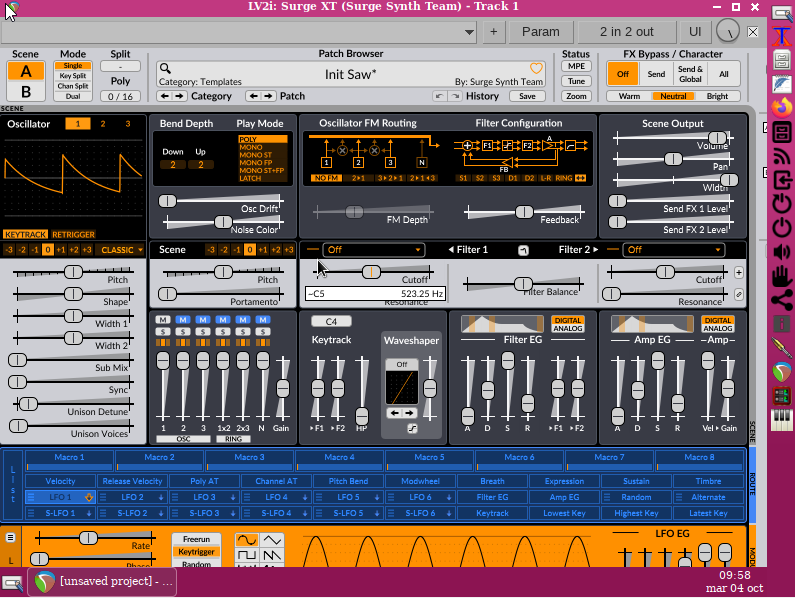 LV2i: Surge XT (Surge Synth Team) - Track 1
+ Param 2 in 2 out UI
Scene Mode Split Patch Browser Status FX Bypass / Character
A
B
Single
Key Split
Chan Split
Dual
-
Poly
0 / 16
Init Saw*
Category: Templates By: Surge Synth Team
Category Patch History Save
MPE
Tune
Zoom
Off Send Send & Global All
Warm Neutral Bright
SCENE
Oscillator 1 2 3
KEYTRACK RETRIGGER
-3 -2 -1 0 +1 +2 +3 CLASSIC
Pitch
Shape
Width 1
Width 2
Sub Mix
Sync
Unison Detune
Unison Voices
Bend Depth Play Mode
Down Up
2 2
POLY
MONO
MONO ST
MONO FP
MONO ST+FP
LATCH
Osc Drift
Noise Color
Scene -3 -2 -1 0 +1 +2 +3
Pitch
Portamento
Oscillator FM Routing Filter Configuration
1 2 3 N
NO FM 2>1 3>2>1 2>1<3
F1 F2 A
FB
S1 S2 S3 D1 D2 L-R RING
FM Depth Feedback
Scene Output
Volume
Pan
Width
Send FX 1 Level
Send FX 2 Level
Off Filter 1 Filter 2 Off
Cutoff Cutoff
~C5 523.25 Hz
Resonance Filter Balance Resonance
M M M M M M
S S S S S S
1 2 3 1x2 2x3 N Gain
OSC RING
C4
Keytrack
F1 F2 HP
Waveshaper
Off
DIGITAL
ANALOG
Filter EG
A D S R F1 F2
DIGITAL
ANALOG
Amp EG -Amp-
A D S R Vel Gain
SCENE
List
Macro 1 Macro 2 Macro 3 Macro 4 Macro 5 Macro 6 Macro 7 Macro 8
Velocity Release Velocity Poly AT Channel AT Pitch Bend Modwheel Breath Expression Sustain Timbre
LFO 1 LFO 2 LFO 3 LFO 4 LFO 5 LFO 6 Filter EG Amp EG Random Alternate
S-LFO 1 S-LFO 2 S-LFO 3 S-LFO 4 S-LFO 5 S-LFO 6 Keytrack Lowest Key Highest Key Latest Key
ROUTE
L
Rate
Phase
Freerun
Keytrigger
Random
LFO EG
MOD
[unsaved project] - ...
09:58
mar 04 oct